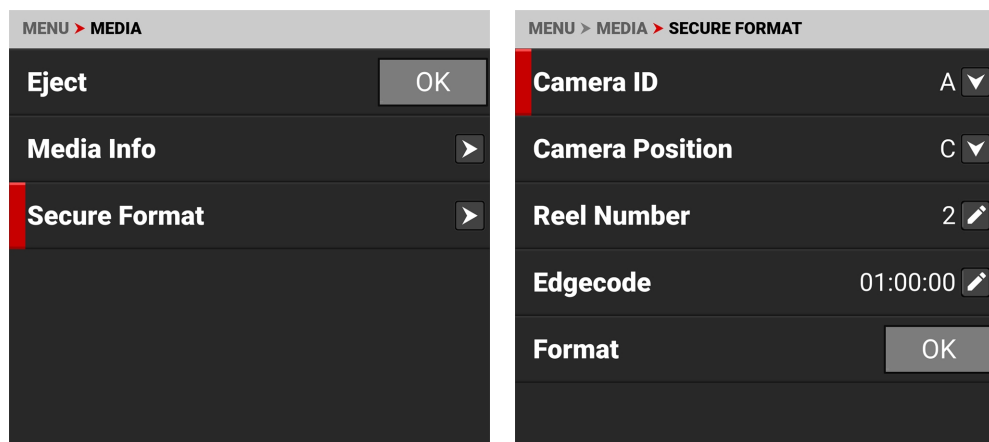 MENU > MEDIA
Eject OK
Media Info
Secure Format
MENU > MEDIA > SECURE FORMAT
Camera ID A
Camera Position C
Reel Number 2
Edgecode 01:00:00
Format OK